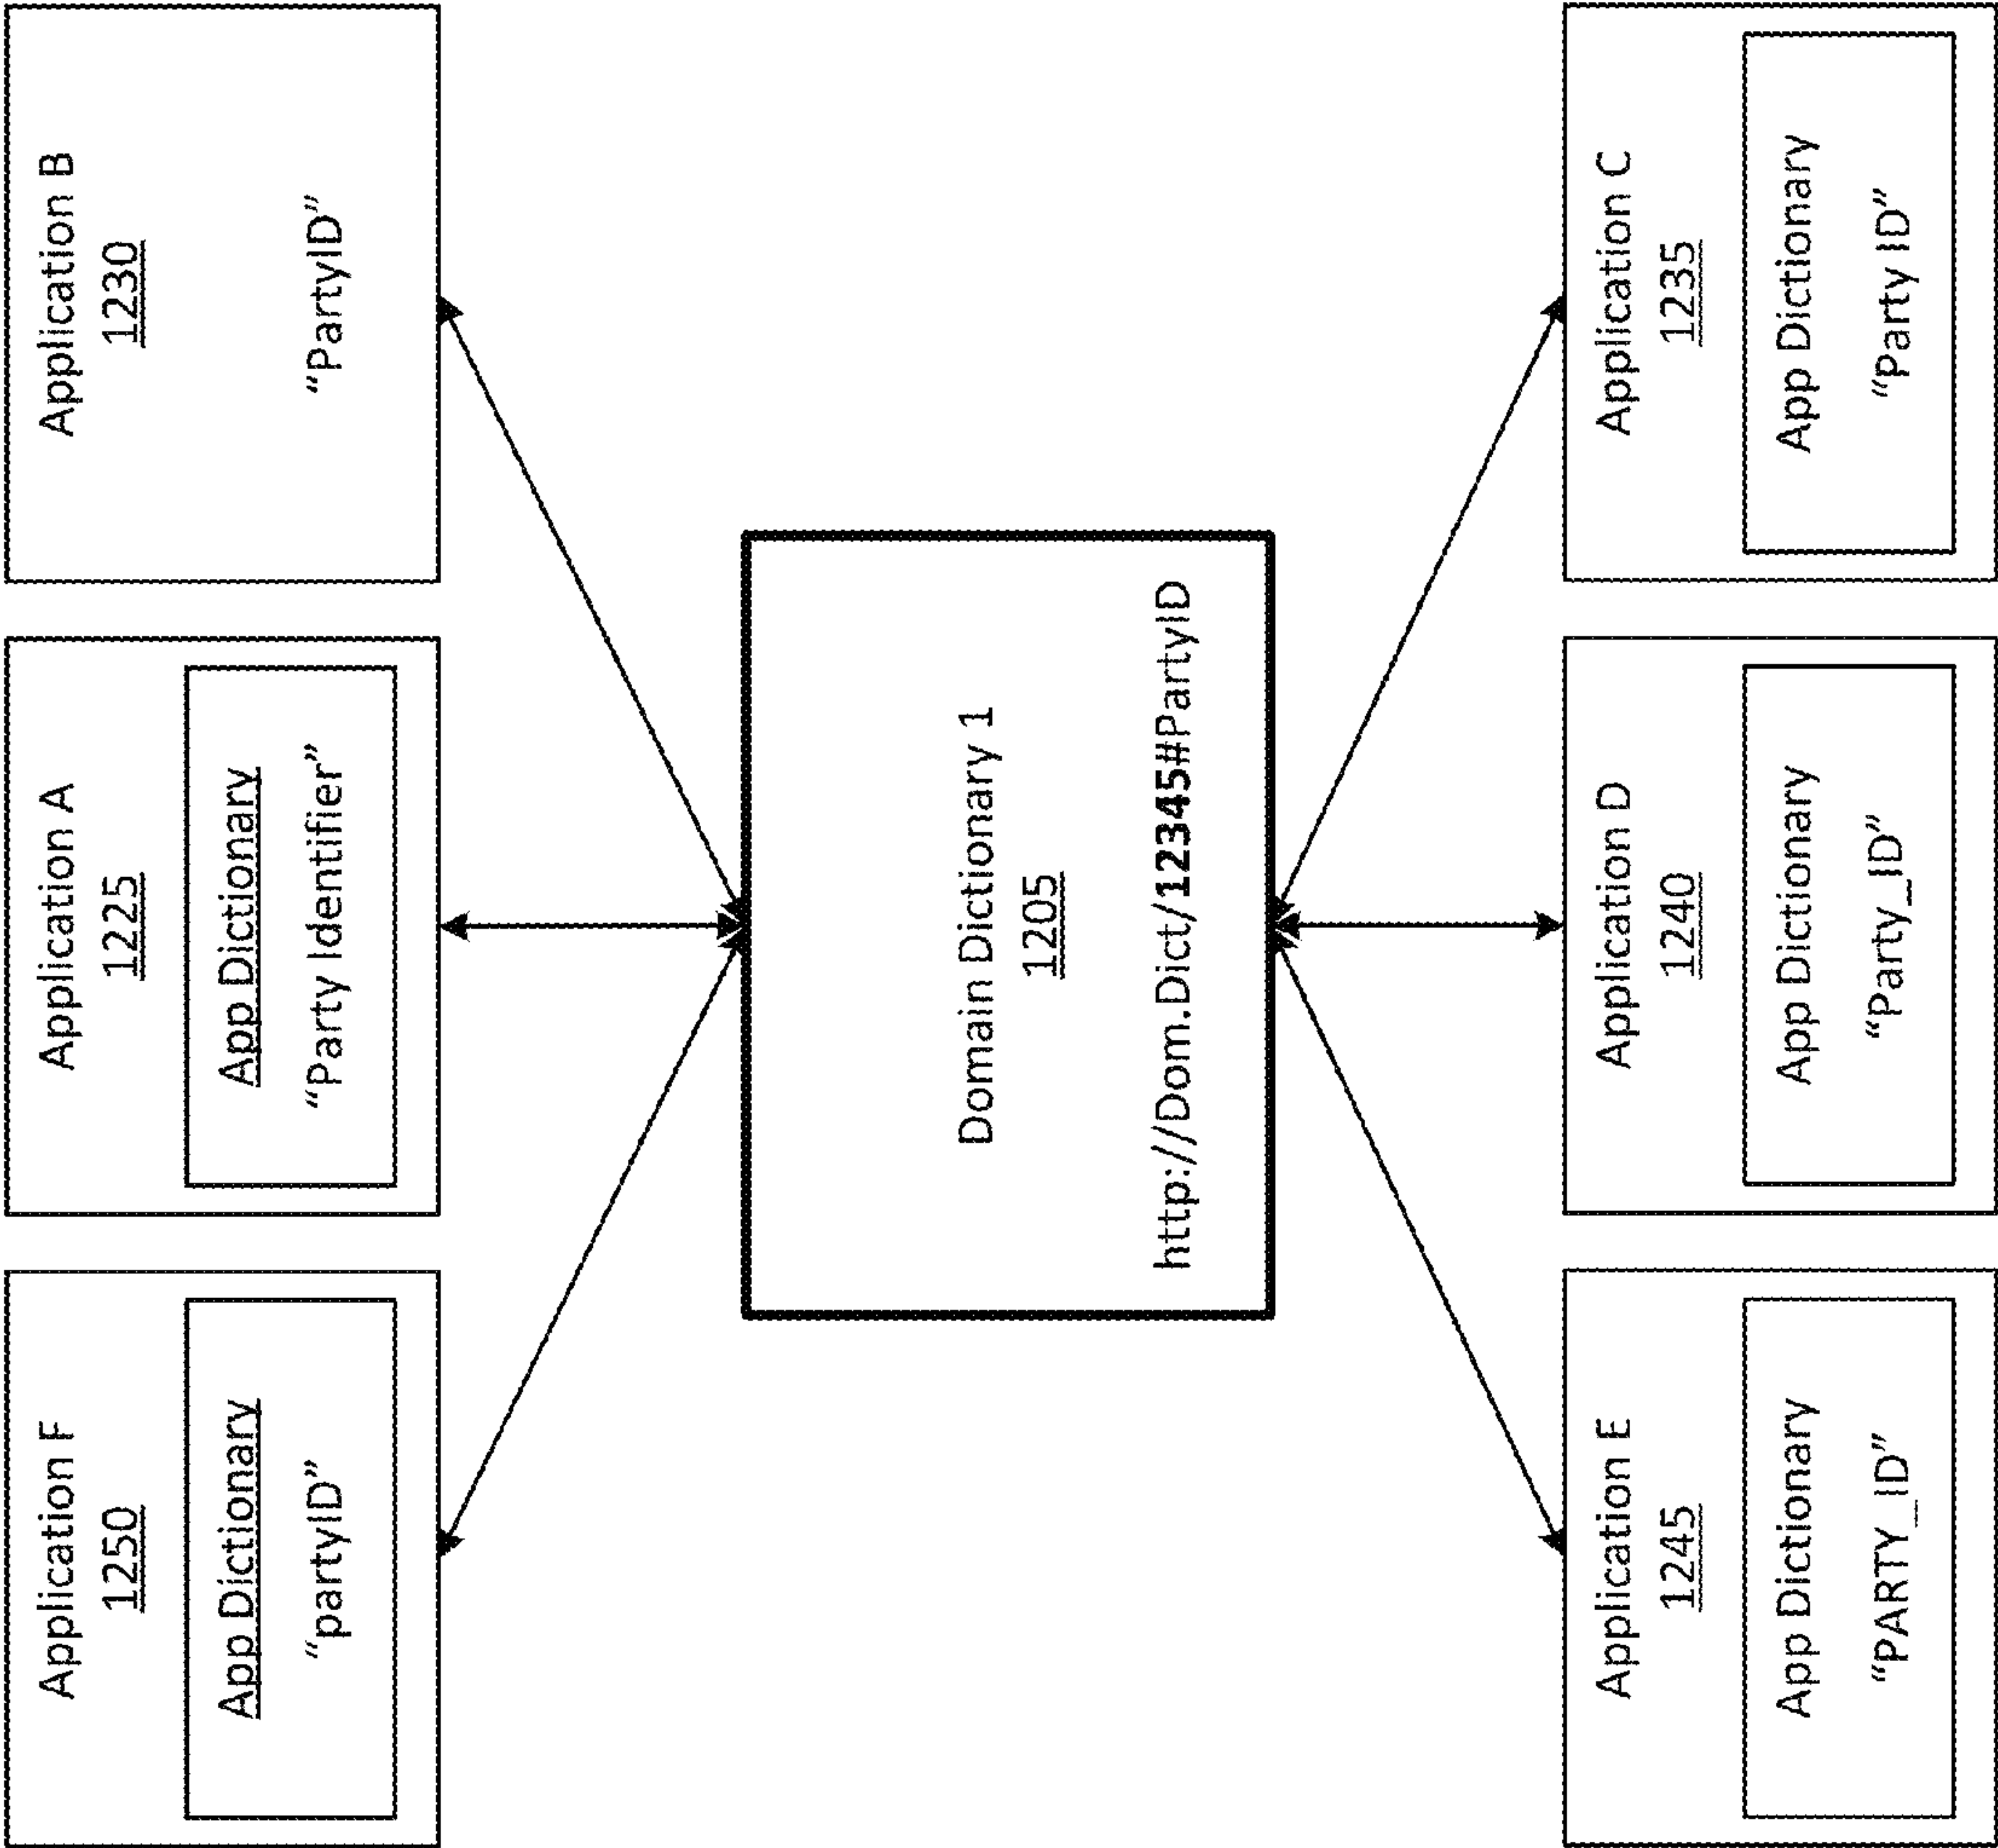 Application F
1250
App Dictionary
“partyID”
Application A
1225
App Dictionary
“Party Identifier”
Application B
1230
“PartyID”
Domain Dictionary 1
1205
http://Dom.Dict/12345#PartyID
Application E
1245
App Dictionary
“PARTY_ID”
Application D
1240
App Dictionary
“Party_ID”
Application C
1235
App Dictionary
“Party ID”